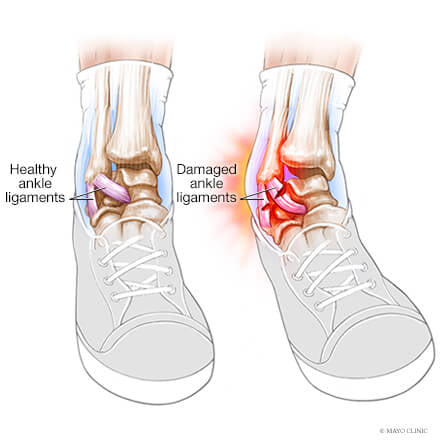 Healthy
ankle
ligaments
Damaged
ankle
ligaments
© MAYO CLINIC